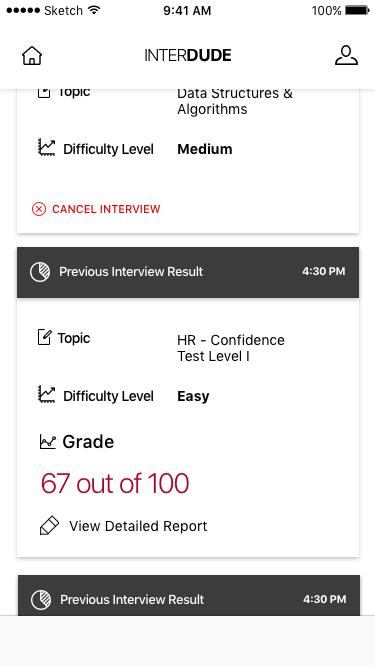 Sketch 9:41 AM 100%
INTERDUDE
Topic Data Structures &
Algorithms
Difficulty Level Medium
CANCEL INTERVIEW
Previous Interview Result 4:30 PM
Topic HR - Confidence
Test Level I
Difficulty Level Easy
Grade
67 out of 100
View Detailed Report
Previous Interview Result 4:30 PM